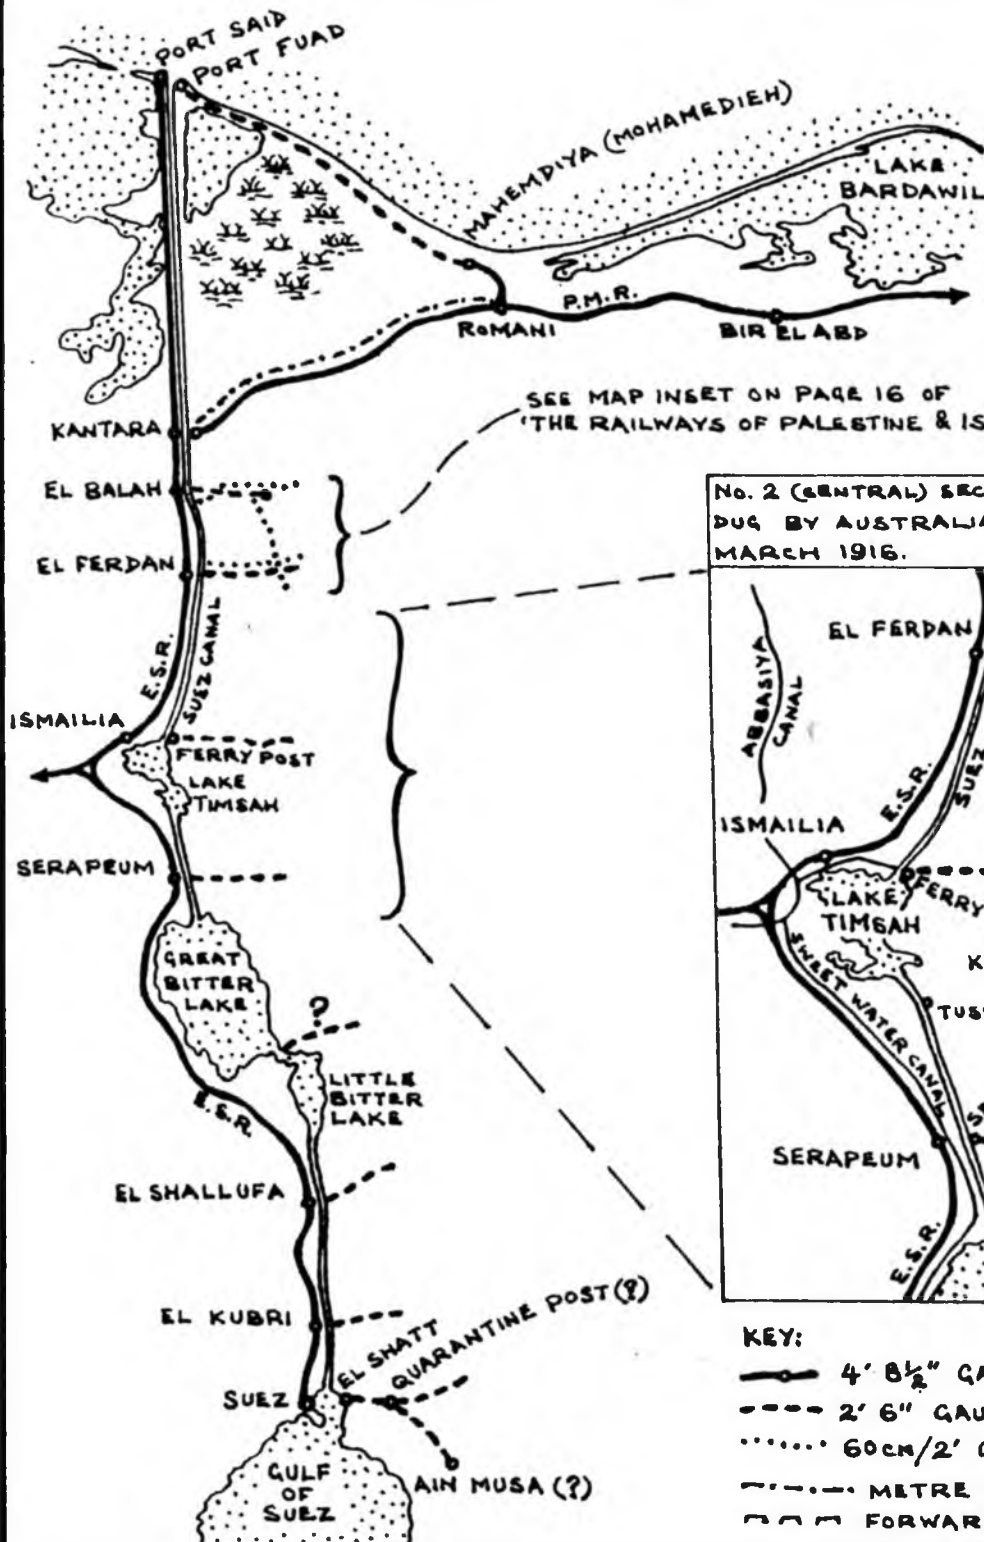 PORT SAID
PORT FUAD
MAHEMDIYA (MOHAMEDIEH)
LAKE
BARDAWIL
P.M.R.
ROMANI
BIR EL ABD
SEE MAP INSET ON PAGE 16 OF
'THE RAILWAYS OF PALESTINE & IS
KANTARA
EL BALAH
EL FERDAN
E.S.R.
SUEZ CANAL
ISMAILIA
FERRY POST
LAKE
TIMSAH
SERAPEUM
GREAT
BITTER
LAKE
?
LITTLE
BITTER
LAKE
E.S.R.
EL SHALLUFA
EL KUBRI
EL SHATT
QUARANTINE POST (?)
SUEZ
GULF
OF
SUEZ
AIN MUSA (?)
No. 2 (CENTRAL) SEC
DUG BY AUSTRALIA
MARCH 1916.
EL FERDAN
ABBASIYA
CANAL
E.S.R.
SUEZ
ISMAILIA
LAKE
TIMSAH
FERRY
K
TUS
SWEET WATER CANAL
SE
SERAPEUM
E.S.R.
KEY:
4' 8½" GA
2' 6" GAU
60CM/2' G
METRE
FORWAR